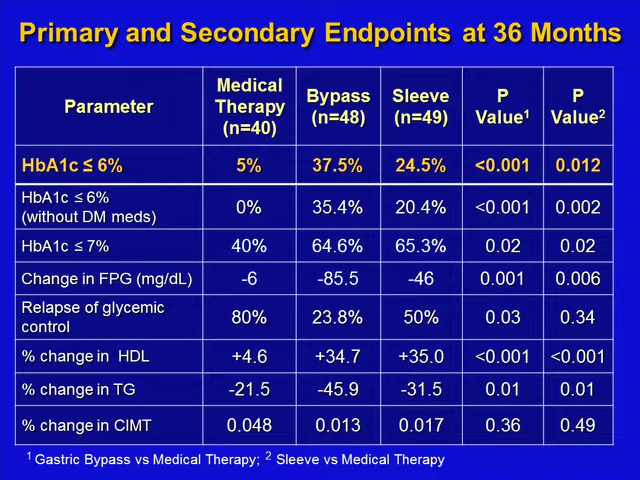 Primary and Secondary Endpoints at 36 Months
Parameter Medical Therapy (n=40) Bypass (n=48) Sleeve (n=49) P Value¹ P Value²
HbA1c ≤ 6% 5% 37.5% 24.5% <0.001 0.012
HbA1c ≤ 6% (without DM meds) 0% 35.4% 20.4% <0.001 0.002
HbA1c ≤ 7% 40% 64.6% 65.3% 0.02 0.02
Change in FPG (mg/dL) -6 -85.5 -46 0.001 0.006
Relapse of glycemic control 80% 23.8% 50% 0.03 0.34
% change in HDL +4.6 +34.7 +35.0 <0.001 <0.001
% change in TG -21.5 -45.9 -31.5 0.01 0.01
% change in CIMT 0.048 0.013 0.017 0.36 0.49
¹ Gastric Bypass vs Medical Therapy; ² Sleeve vs Medical Therapy